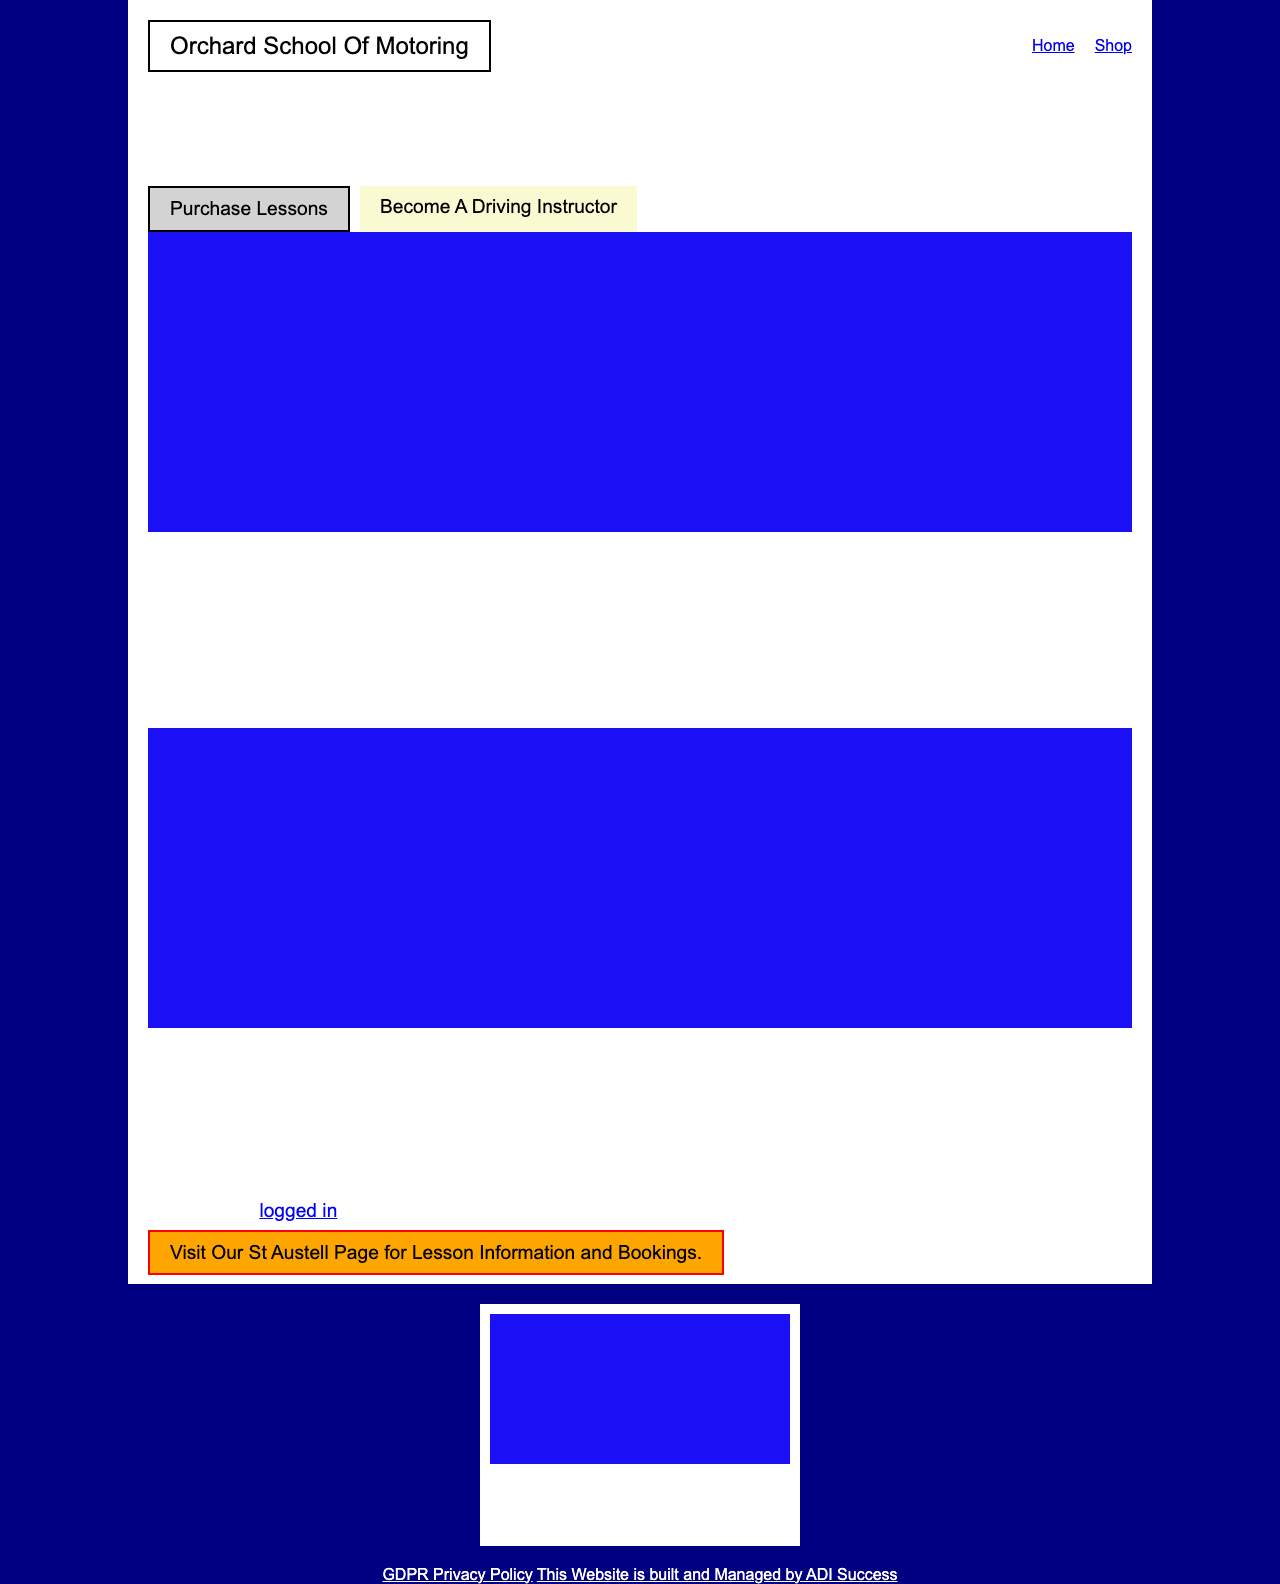 Orchard School Of Motoring
Home Shop
Purchase Lessons
Become A Driving Instructor
logged in
Visit Our St Austell Page for Lesson Information and Bookings.
GDPR Privacy Policy This Website is built and Managed by ADI Success